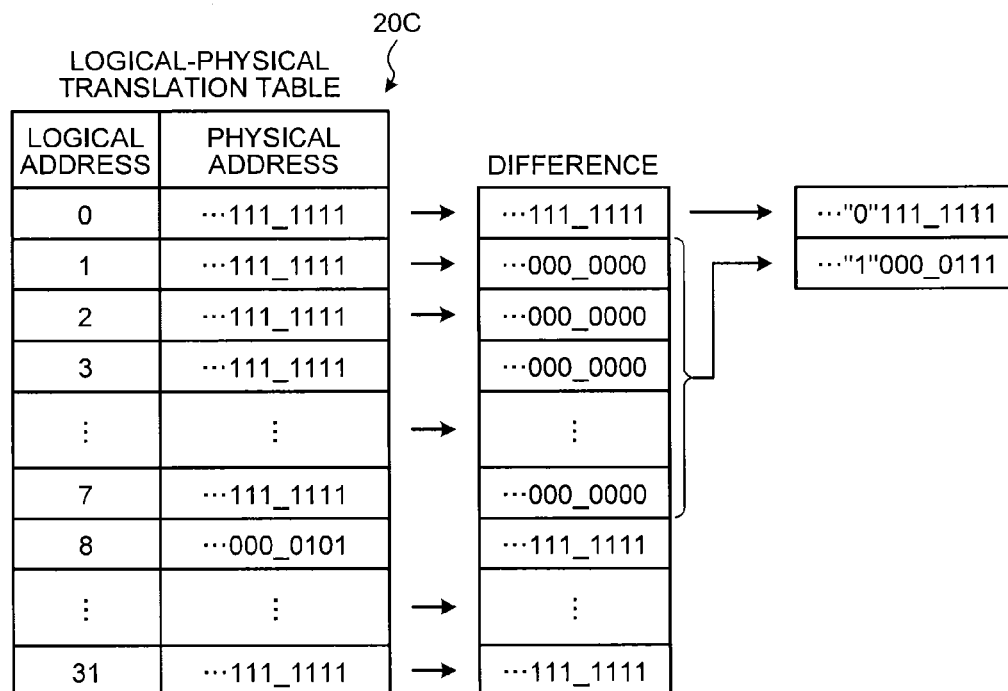 20C
LOGICAL-PHYSICAL
TRANSLATION TABLE
LOGICAL ADDRESS PHYSICAL ADDRESS DIFFERENCE
0 ···111_1111 ···111_1111 ···"0"111_1111
1 ···111_1111 ···000_0000 ···"1"000_0111
2 ···111_1111 ···000_0000
3 ···111_1111 ···000_0000
⋮ ⋮ ⋮
7 ···111_1111 ···000_0000
8 ···000_0101 ···111_1111
⋮ ⋮ ⋮
31 ···111_1111 ···111_1111